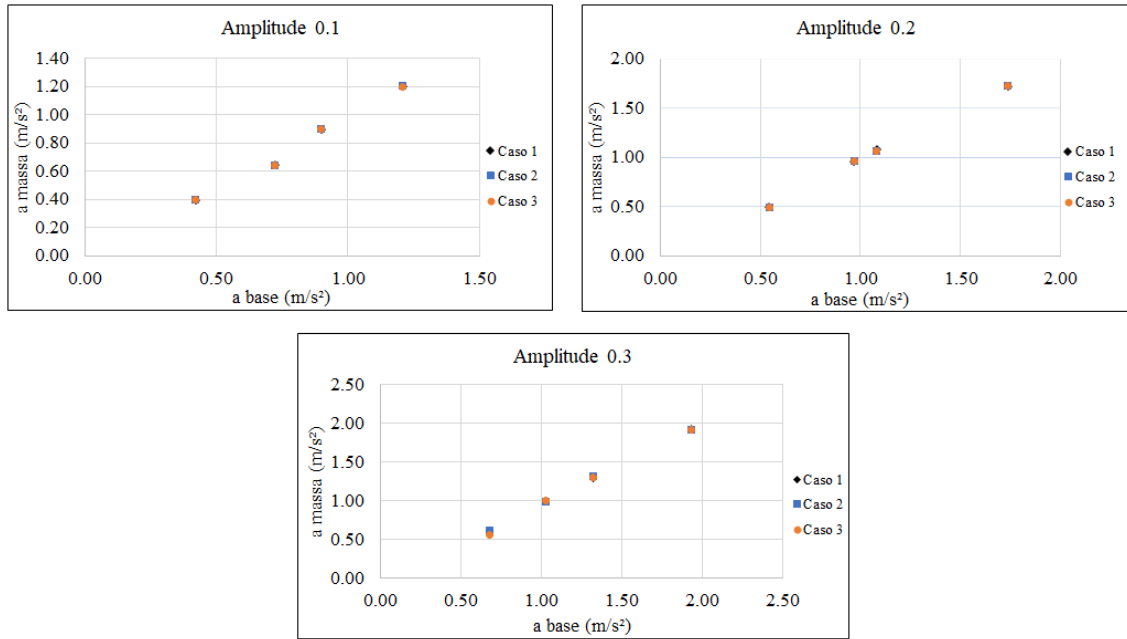 Amplitude 0.1
1.40
1.20
1.00
0.80
0.60
0.40
0.20
0.00
a massa (m/s²)
0.00 0.50 1.00 1.50
a base (m/s²)
Caso 1
Caso 2
Caso 3
Amplitude 0.2
2.00
1.50
1.00
0.50
0.00
a massa (m/s²)
0.00 0.50 1.00 1.50 2.00
a base (m/s²)
Caso 1
Caso 2
Caso 3
Amplitude 0.3
2.50
2.00
1.50
1.00
0.50
0.00
a massa (m/s²)
0.00 0.50 1.00 1.50 2.00 2.50
a base (m/s²)
Caso 1
Caso 2
Caso 3